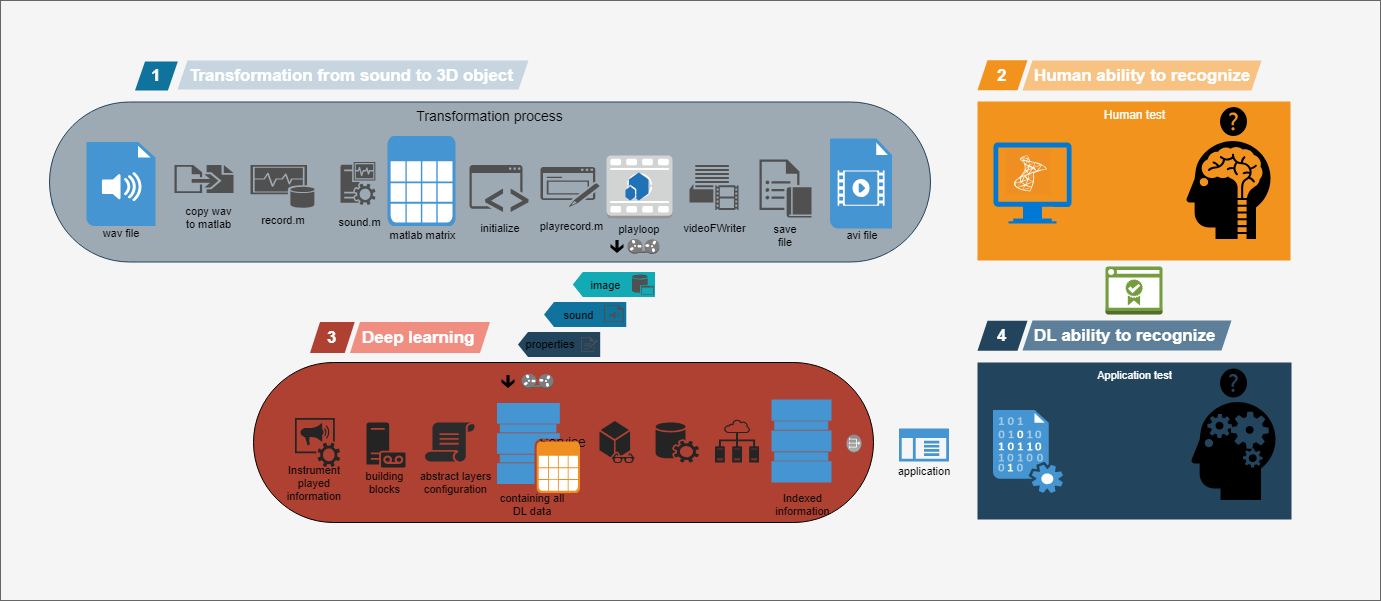 1
Transformation from sound to 3D object
Transformation process
wav file
copy wav
to matlab
record.m
sound.m
matlab matrix
initialize
playrecord.m
playloop
videoFWriter
save
file
avi file
2
Human ability to recognize
Human test
?
image
sound
properties
3
Deep learning
Instrument
played
information
building
blocks
abstract layers
configuration
containing all
DL data
Indexed
information
application
4
DL ability to recognize
Application test
?
101
01010
10110
10100
010